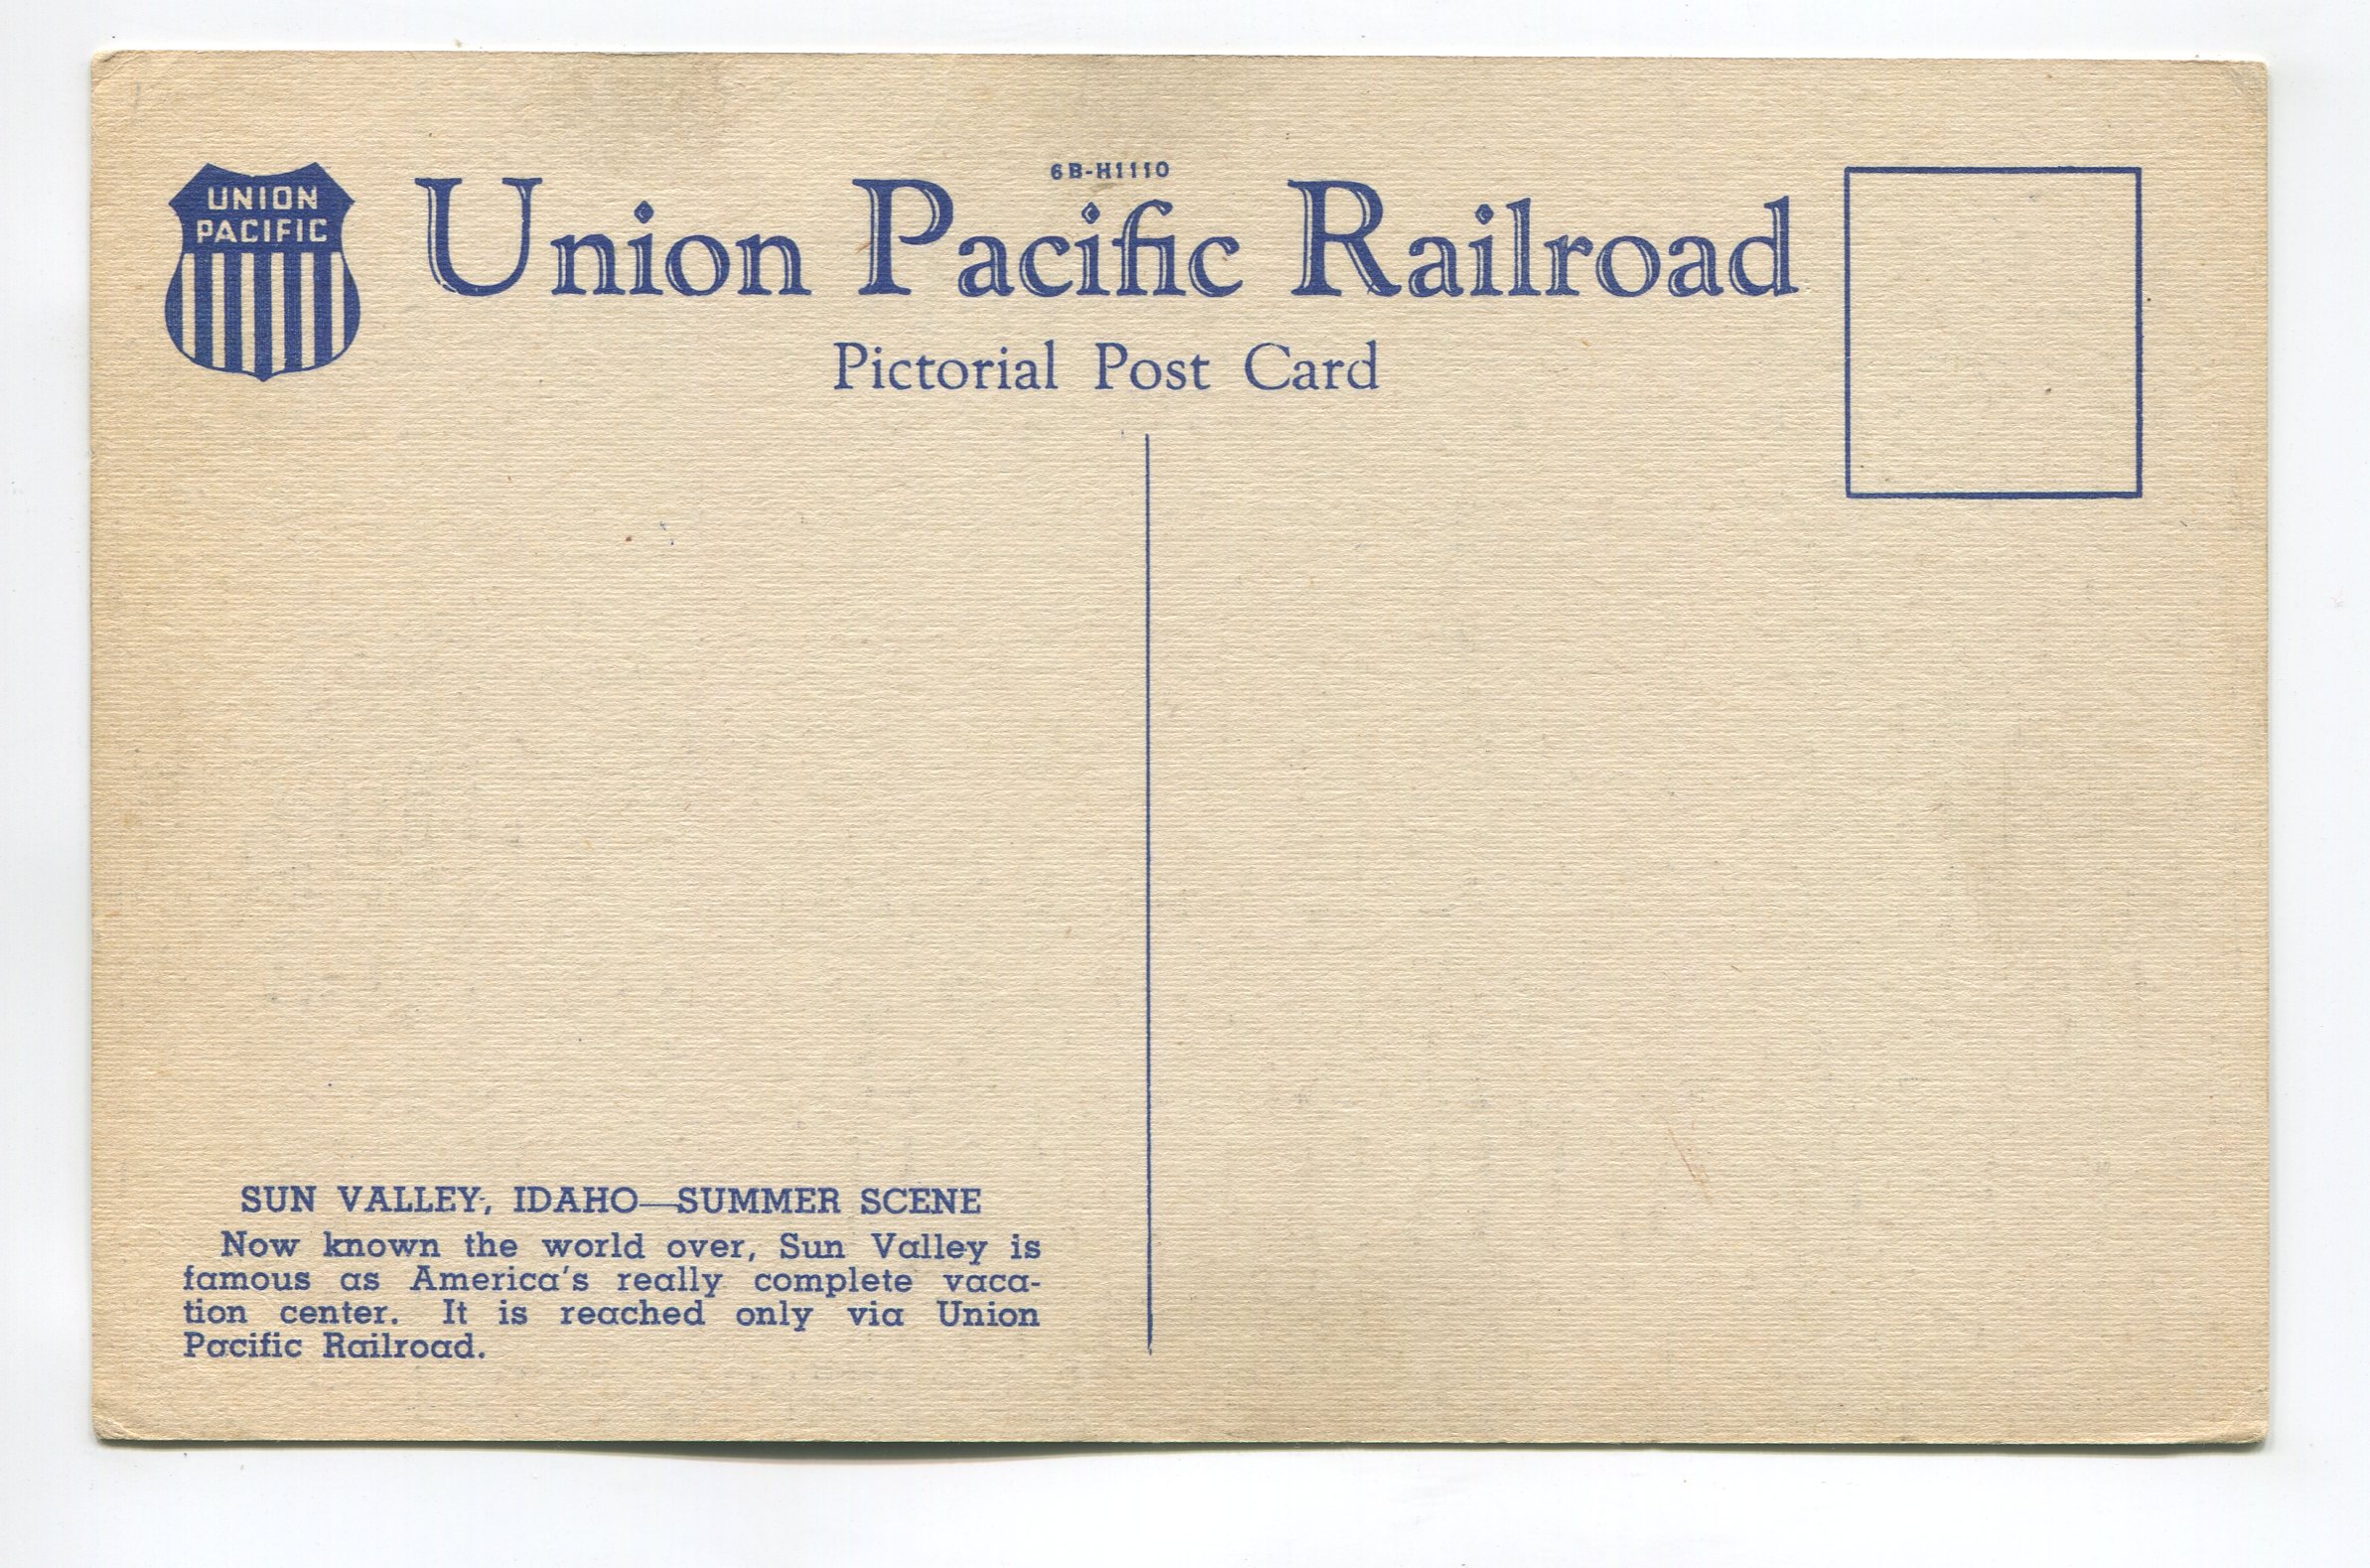 6B-H1110
UNION
PACIFIC
Union Pacific Railroad
Pictorial Post Card
SUN VALLEY, IDAHO—SUMMER SCENE
Now known the world over, Sun Valley is
famous as America's really complete vaca-
tion center. It is reached only via Union
Pacific Railroad.